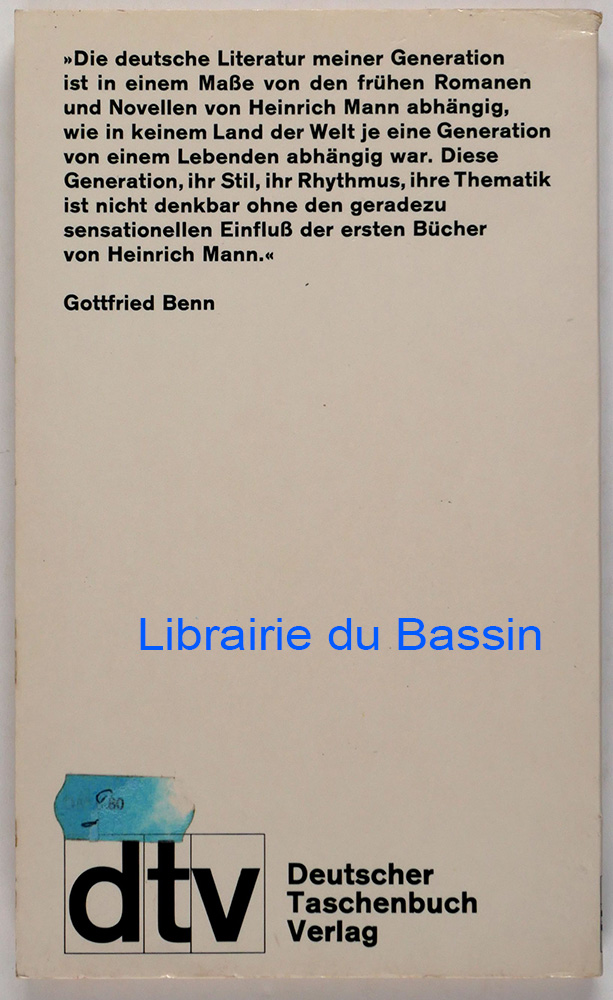 »Die deutsche Literatur meiner Generation
ist in einem Maße von den frühen Romanen
und Novellen von Heinrich Mann abhängig,
wie in keinem Land der Welt je eine Generation
von einem Lebenden abhängig war. Diese
Generation, ihr Stil, ihr Rhythmus, ihre Thematik
ist nicht denkbar ohne den geradezu
sensationellen Einfluß der ersten Bücher
von Heinrich Mann.«
Gottfried Benn
Librairie du Bassin
dtv
Deutscher
Taschenbuch
Verlag